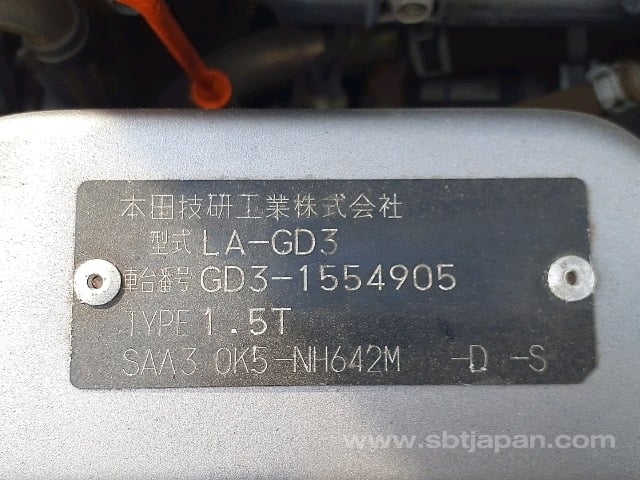 本田技研工業株式会社
型式 LA-GD3
車台番号 GD3-1554905
TYPE 1.5T
SAA3 0K5-NH642M -D -S
www.sbtjapan.com